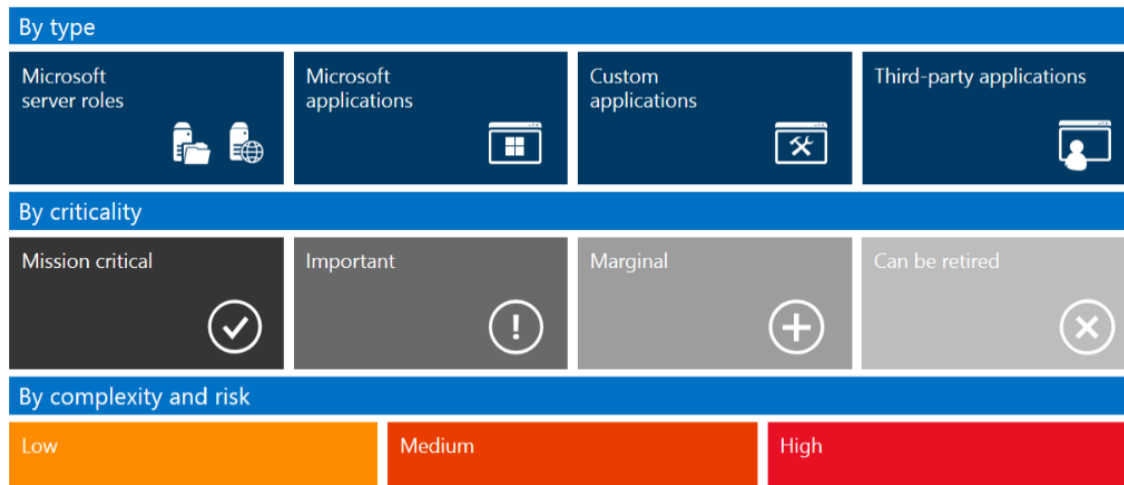 By type
Microsoft
server roles
Microsoft
applications
Custom
applications
Third-party applications
By criticality
Mission critical
Important
Marginal
Can be retired
By complexity and risk
Low
Medium
High